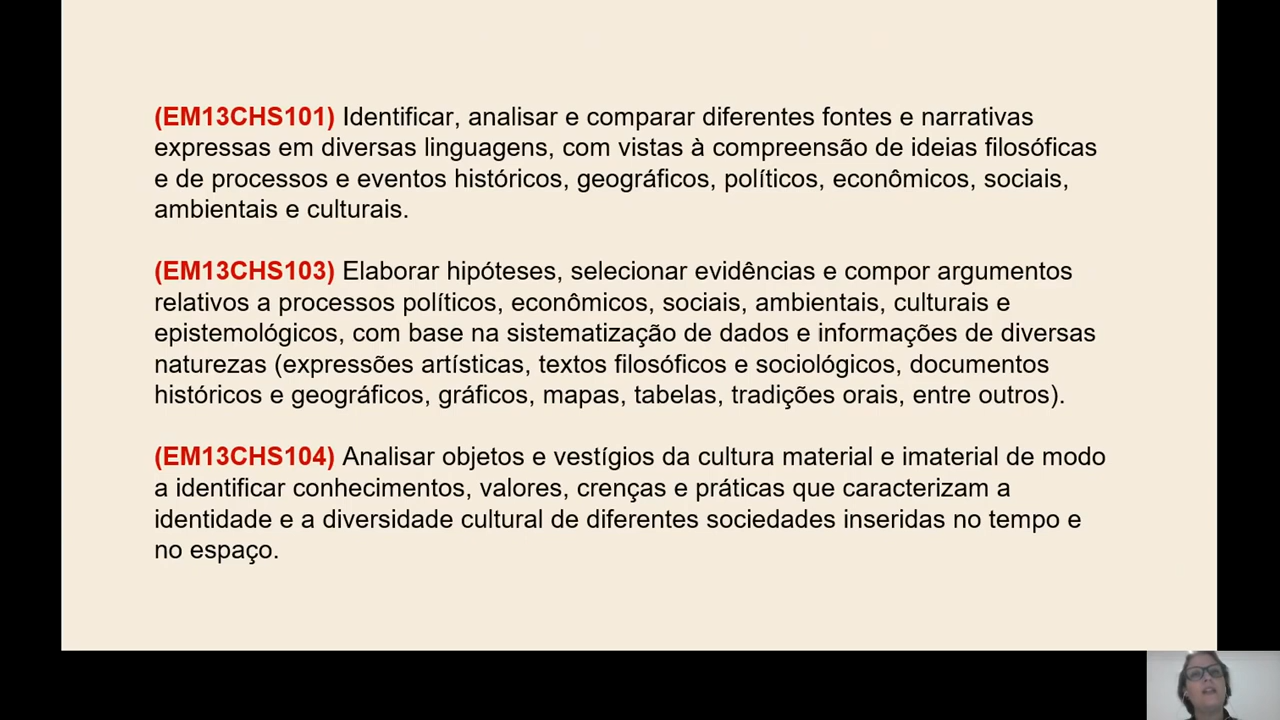 (EM13CHS101) Identificar, analisar e comparar diferentes fontes e narrativas
expressas em diversas linguagens, com vistas à compreensão de ideias filosóficas
e de processos e eventos históricos, geográficos, políticos, econômicos, sociais,
ambientais e culturais.
(EM13CHS103) Elaborar hipóteses, selecionar evidências e compor argumentos
relativos a processos políticos, econômicos, sociais, ambientais, culturais e
epistemológicos, com base na sistematização de dados e informações de diversas
naturezas (expressões artísticas, textos filosóficos e sociológicos, documentos
históricos e geográficos, gráficos, mapas, tabelas, tradições orais, entre outros).
(EM13CHS104) Analisar objetos e vestígios da cultura material e imaterial de modo
a identificar conhecimentos, valores, crenças e práticas que caracterizam a
identidade e a diversidade cultural de diferentes sociedades inseridas no tempo e
no espaço.